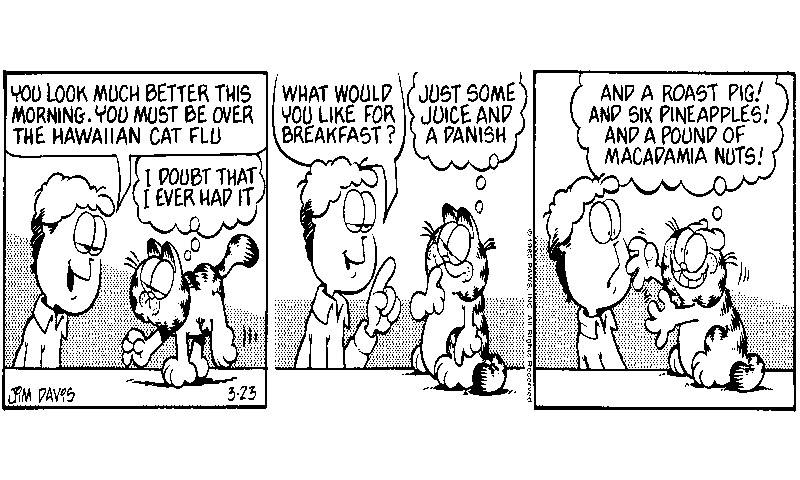 YOU LOOK MUCH BETTER THIS
MORNING. YOU MUST BE OVER
THE HAWAIIAN CAT FLU
I DOUBT THAT
I EVER HAD IT
JIM DAVIS
3-23
WHAT WOULD
YOU LIKE FOR
BREAKFAST?
JUST SOME
JUICE AND
A DANISH
AND A ROAST PIG!
AND SIX PINEAPPLES!
AND A POUND OF
MACADAMIA NUTS!